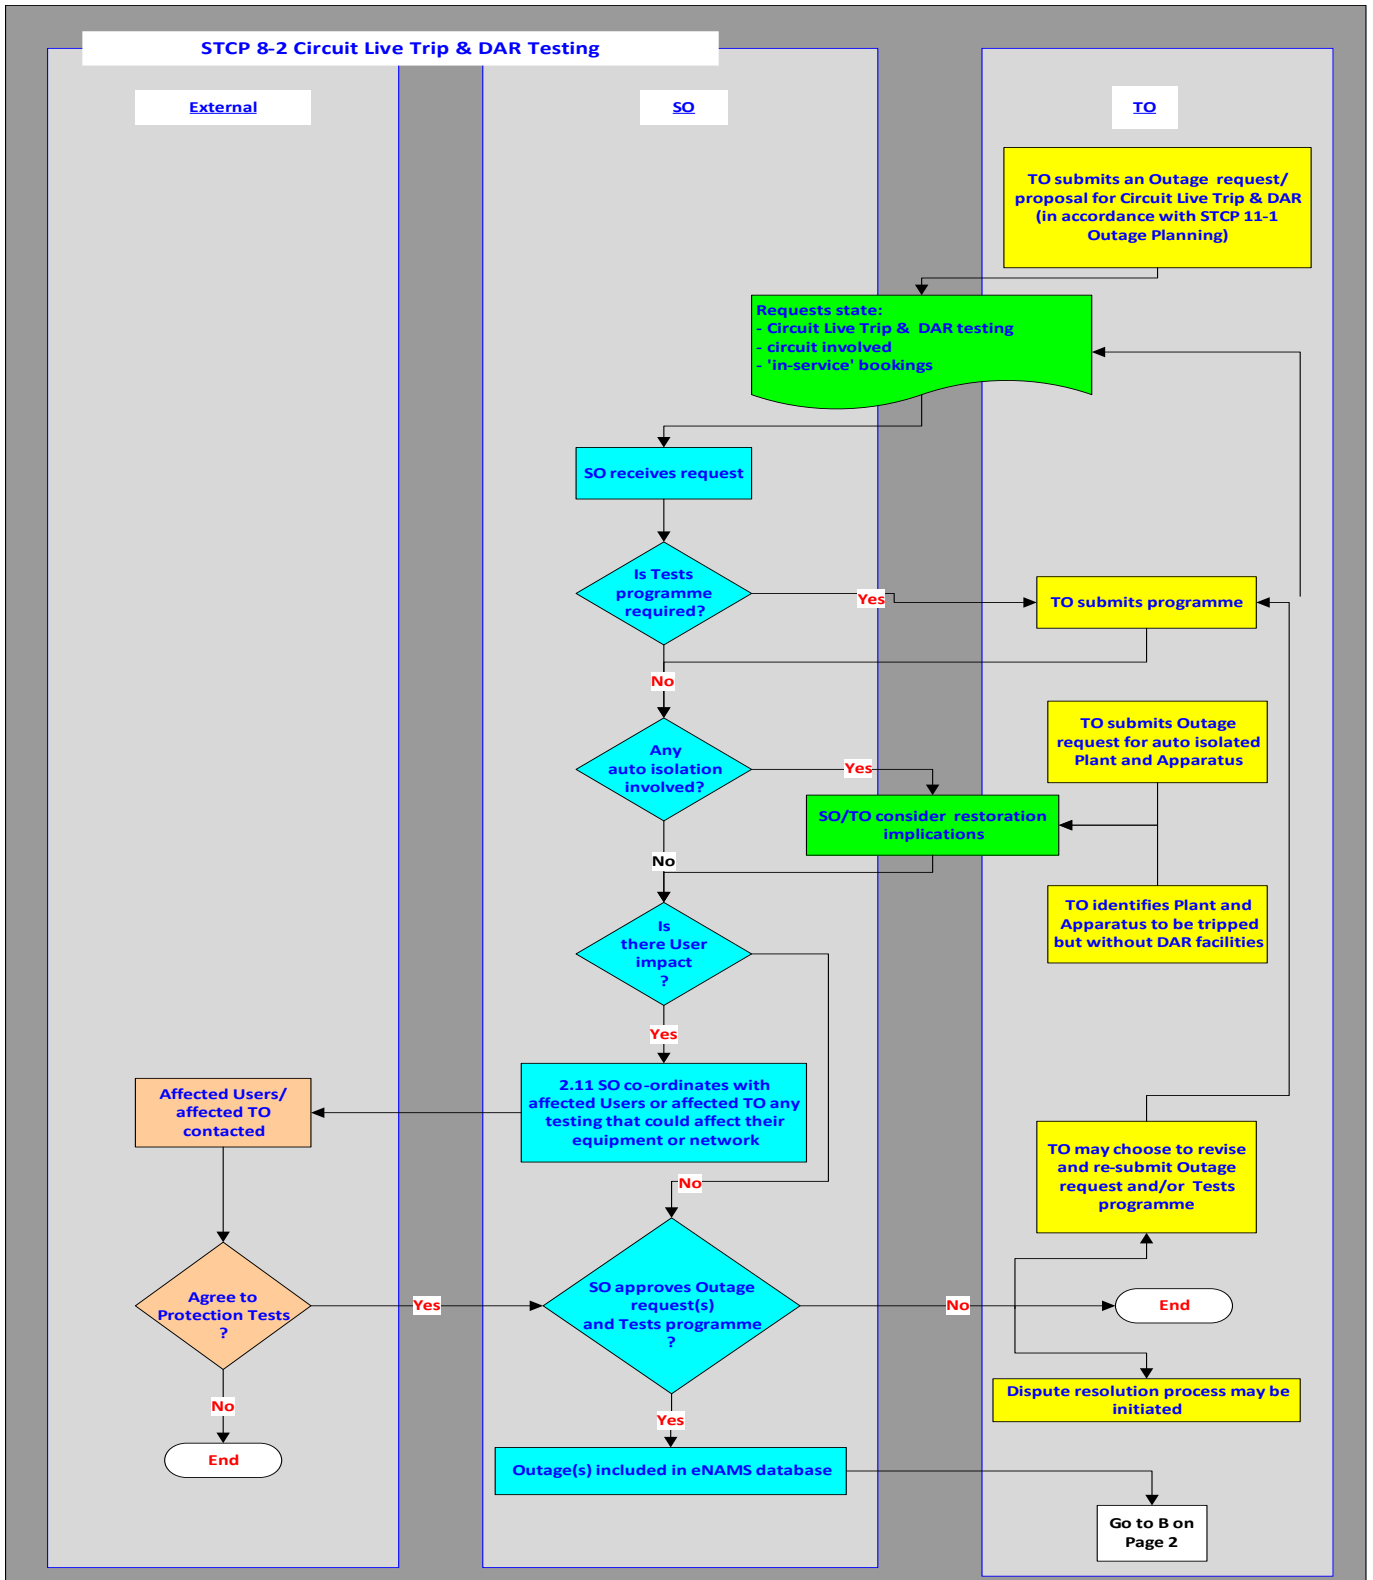 STCP 8-2 Circuit Live Trip & DAR Testing
External
SO
TO
TO submits an Outage request/
proposal for Circuit Live Trip & DAR
(in accordance with STCP 11-1
Outage Planning)
Requests state:
- Circuit Live Trip & DAR testing
- circuit involved
- 'in-service' bookings
SO receives request
Is Tests
programme
required?
Yes
TO submits programme
No
Any
auto isolation
involved?
Yes
TO submits Outage
request for auto isolated
Plant and Apparatus
SO/TO consider restoration
implications
No
TO identifies Plant and
Apparatus to be tripped
but without DAR facilities
Is
there User
impact
?
Yes
2.11 SO co-ordinates with
affected Users or affected TO any
testing that could affect their
equipment or network
Affected Users/
affected TO
contacted
No
TO may choose to revise
and re-submit Outage
request and/or Tests
programme
Agree to
Protection Tests
?
Yes
SO approves Outage
request(s)
and Tests programme
?
No
End
Dispute resolution process may be
initiated
No
End
Yes
Outage(s) included in eNAMS database
Go to B on
Page 2